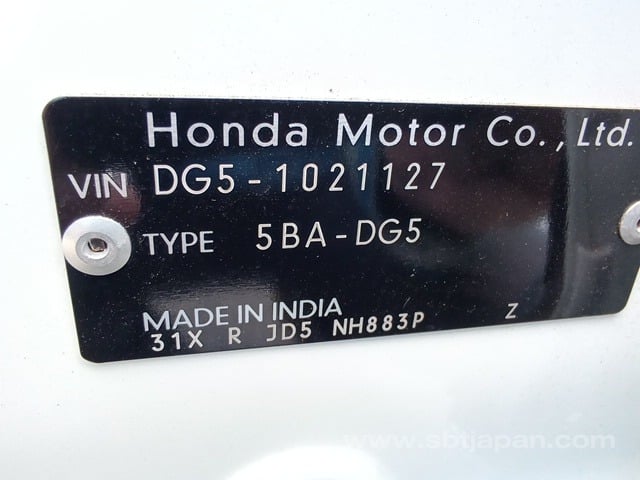 Honda Motor Co., Ltd.
VIN DG5-1021127
TYPE 5BA-DG5
MADE IN INDIA
31X R JD5 NH883P Z
www.sbtjapan.com